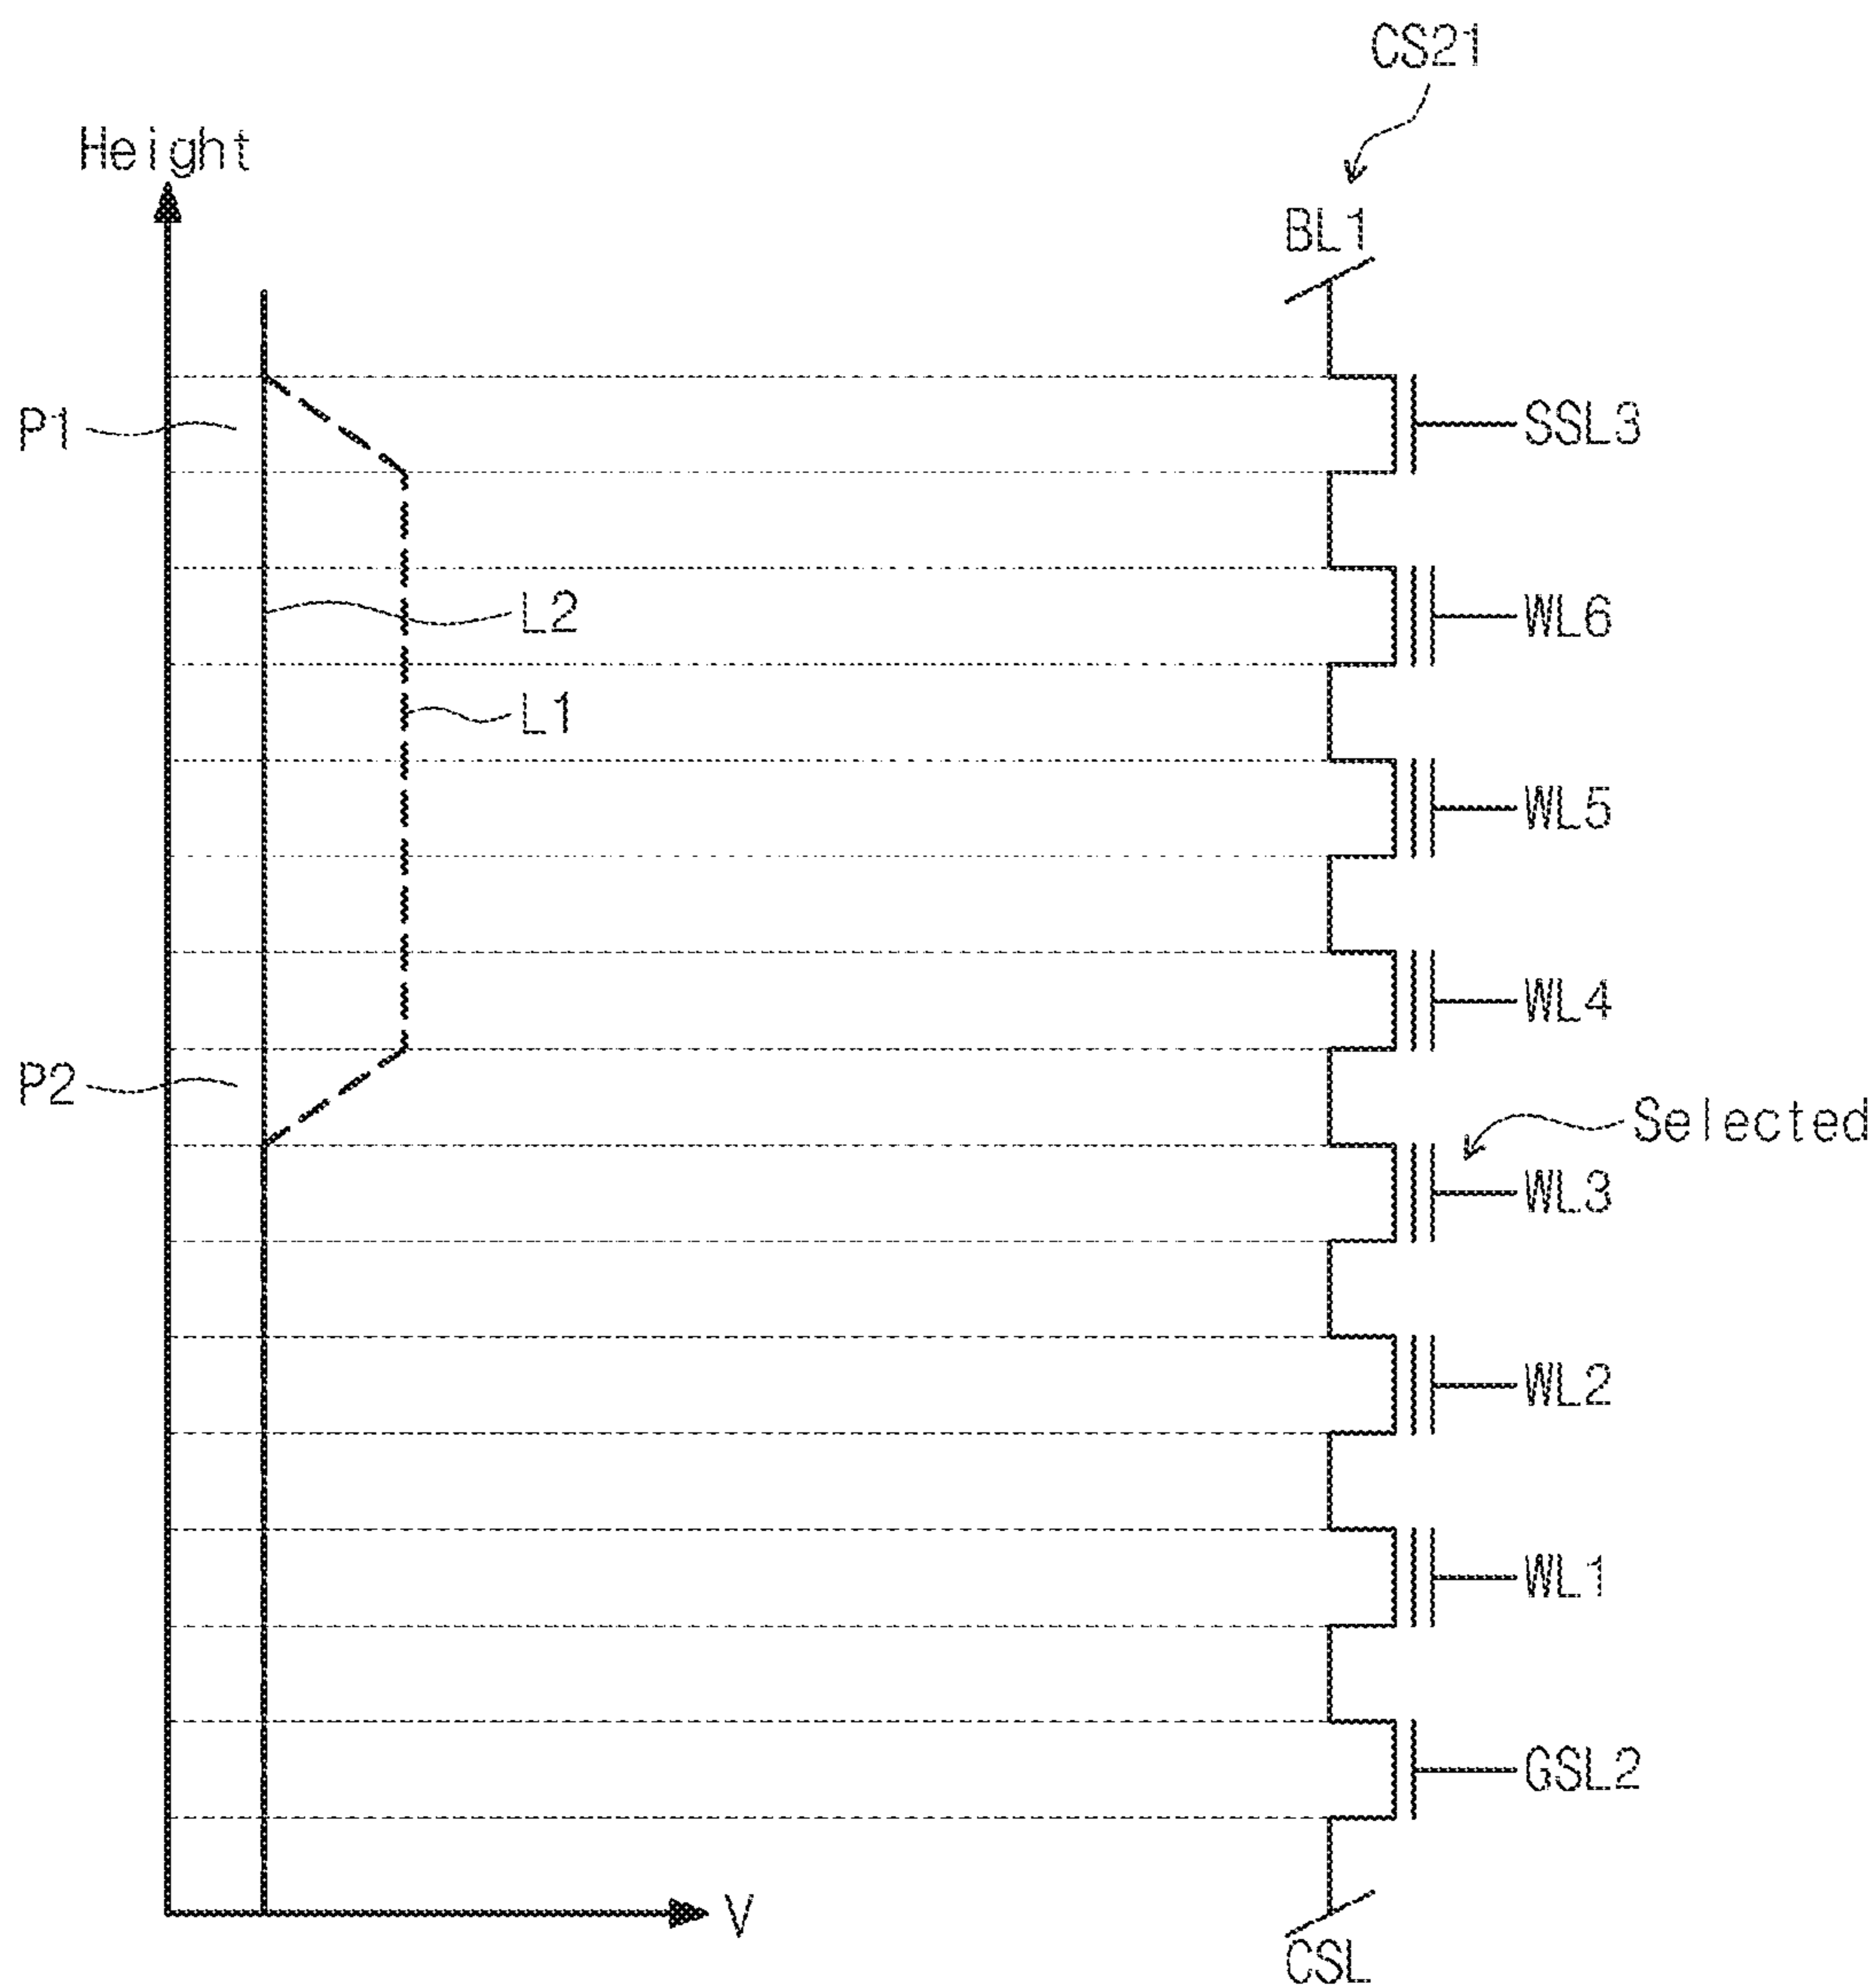 CS21
Height
BL1
P1
SSL3
L2
WL6
L1
WL5
WL4
P2
Selected
WL3
WL2
WL1
GSL2
V
CSL